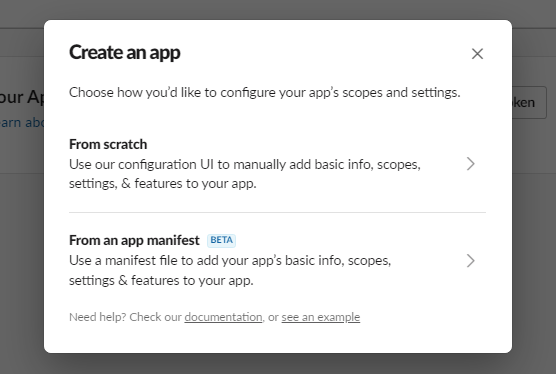 Create an app
Choose how you'd like to configure your app's scopes and settings.
our Ap
earn abo
oken
From scratch
Use our configuration UI to manually add basic info, scopes,
settings, & features to your app.
From an app manifest BETA
Use a manifest file to add your app's basic info, scopes,
settings & features to your app.
Need help? Check our documentation, or see an example